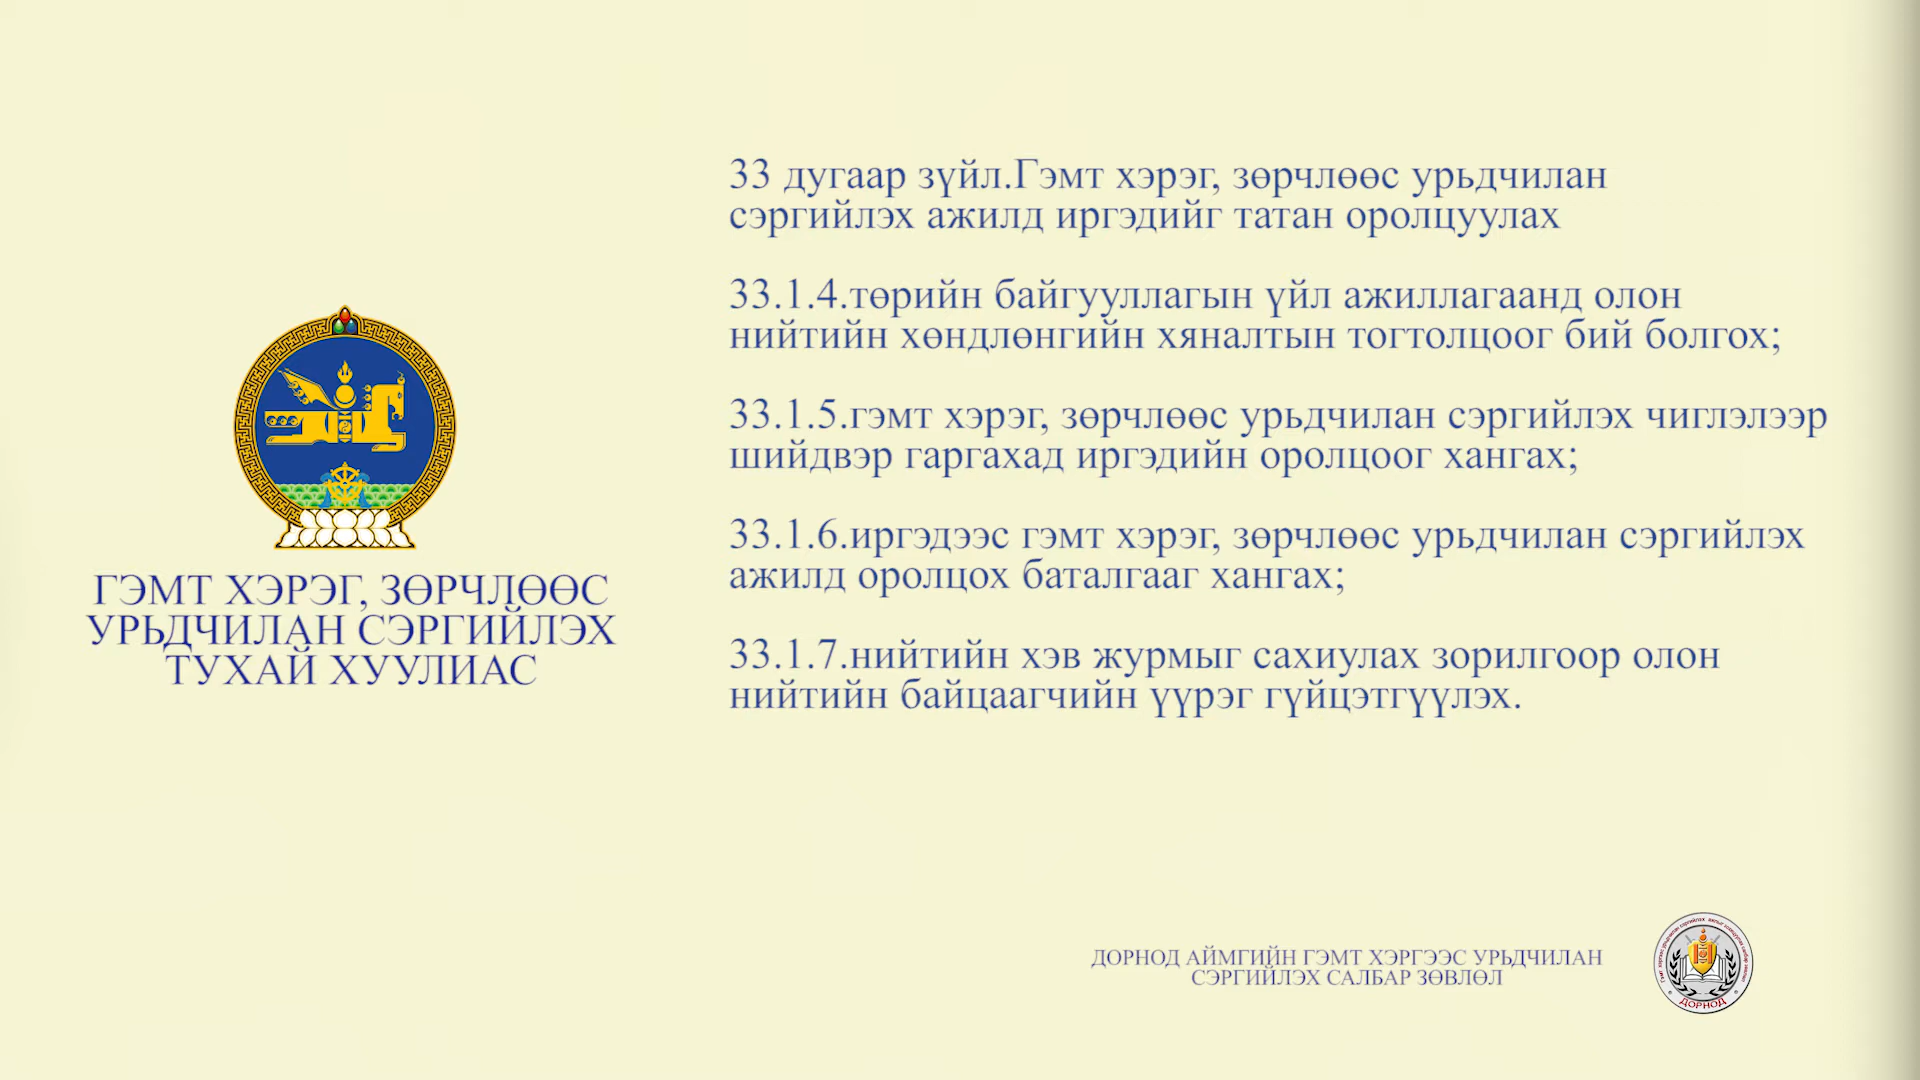 ГЭМТ ХЭРЭГ, ЗӨРЧЛӨӨС
УРЬДЧИЛАН СЭРГИЙЛЭХ
ТУХАЙ ХУУЛИАС
33 дугаар зүйл.Гэмт хэрэг, зөрчлөөс урьдчилан
сэргийлэх ажилд иргэдийг татан оролцуулах
33.1.4.төрийн байгууллагын үйл ажиллагаанд олон
нийтийн хөндлөнгийн хяналтын тогтолцоог бий болгох;
33.1.5.гэмт хэрэг, зөрчлөөс урьдчилан сэргийлэх чиглэлээр
шийдвэр гаргахад иргэдийн оролцоог хангах;
33.1.6.иргэдээс гэмт хэрэг, зөрчлөөс урьдчилан сэргийлэх
ажилд оролцох баталгааг хангах;
33.1.7.нийтийн хэв журмыг сахиулах зорилгоор олон
нийтийн байцаагчийн үүрэг гүйцэтгүүлэх.
ДОРНОД АЙМГИЙН ГЭМТ ХЭРГЭЭС УРЬДЧИЛАН
СЭРГИЙЛЭХ САЛБАР ЗӨВЛӨЛ
ДОРНОД